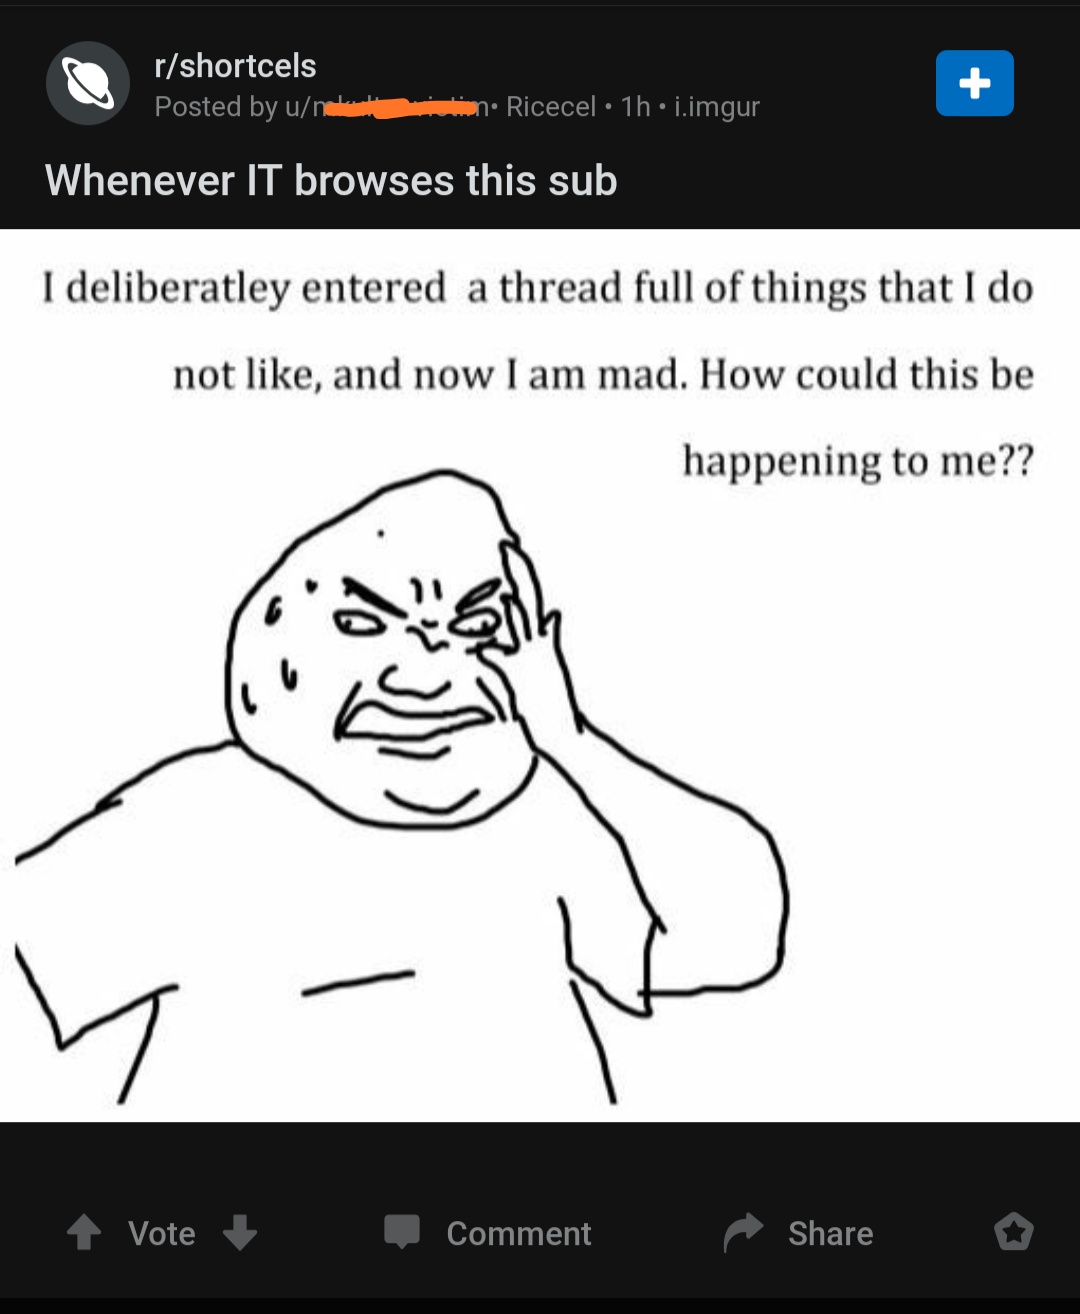 r/shortcels
Posted by u/ • Ricecel • 1h • i.imgur
Whenever IT browses this sub
I deliberatley entered a thread full of things that I do
not like, and now I am mad. How could this be
happening to me??
Vote
Comment
Share